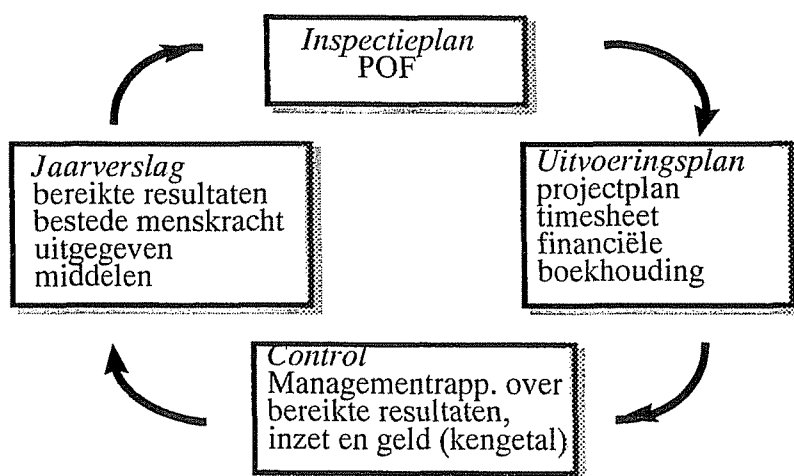 Inspectieplan
POF
Jaarverslag
bereikte resultaten
bestede menskracht
uitgegeven
middelen
Uitvoeringsplan
projectplan
timesheet
financiële
boekhouding
Control
Managementrapp. over
bereikte resultaten,
inzet en geld (kengetal)